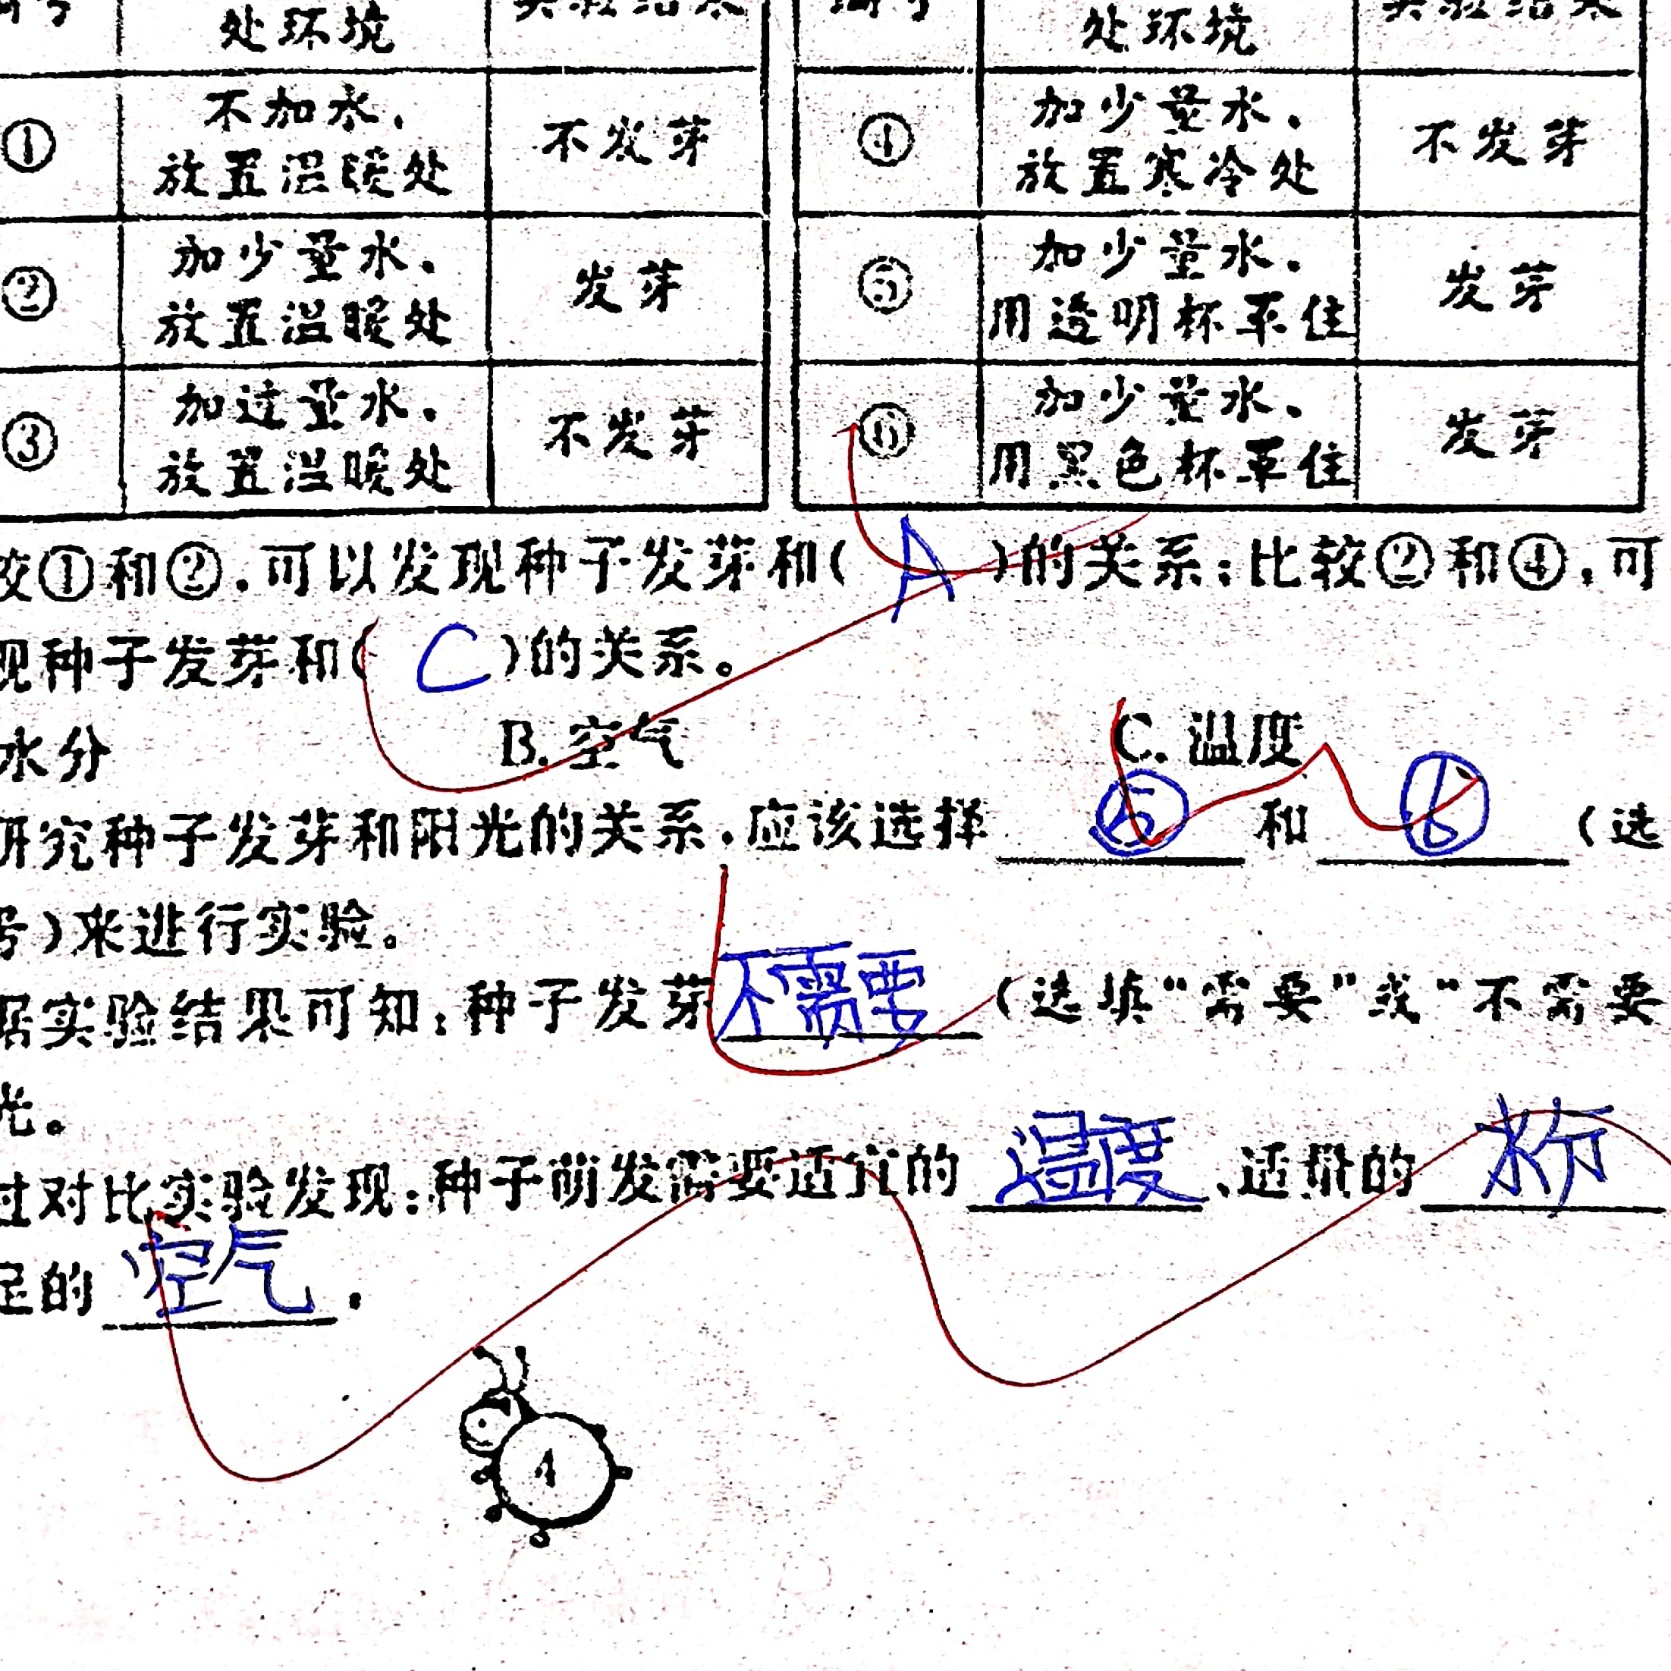 处环境 处环境
① 不加水，放置温暖处 不发芽 ④ 加少量水，放置寒冷处 不发芽
② 加少量水，放置温暖处 发芽 ⑤ 加少量水，用透明杯罩住 发芽
③ 加过量水，放置温暖处 不发芽 ⑥ 加少量水，用黑色杯罩住 发芽
较①和②，可以发现种子发芽和( A )的关系；比较②和④，可
现种子发芽和( C )的关系。
水分 B. 空气 C. 温度
研究种子发芽和阳光的关系，应该选择 ⑤ 和 ⑥ (选
号)来进行实验。
据实验结果可知：种子发芽 不需要 (选填“需要”或“不需要
光。
过对比实验发现：种子萌发需要适宜的 温度 、适量的 水分
足的 空气 。
4